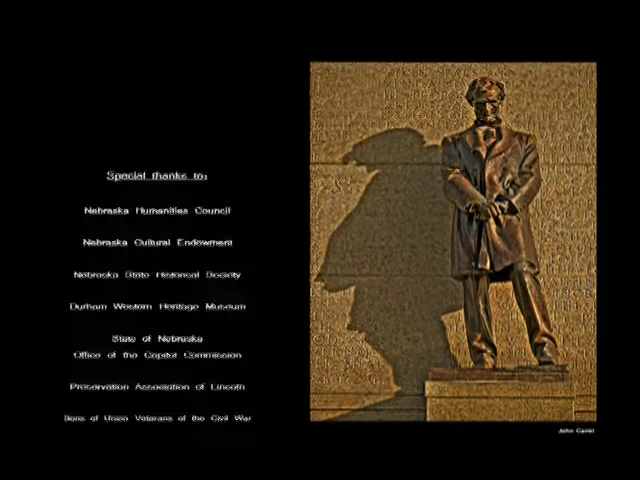 Special thanks to:
Nebraska Humanities Council
Nebraska Cultural Endowment
Nebraska State Historical Society
Durham Western Heritage Museum
State of Nebraska
Office of the Capitol Commission
Preservation Association of Lincoln
Sons of Union Veterans of the Civil War
John